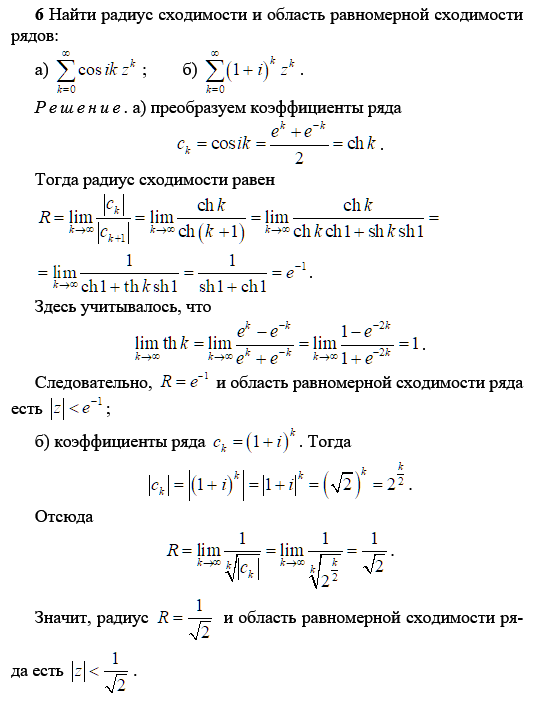 6 Найти радиус сходимости и область равномерной сходимости
рядов:
а) $\sum_{k=0}^{\infty} \cos ik \, z^k$ ; б) $\sum_{k=0}^{\infty} (1+i)^k z^k$ .
Решение. а) преобразуем коэффициенты ряда
$c_k = \cos ik = \frac{e^k + e^{-k}}{2} = \operatorname{ch} k$ .
Тогда радиус сходимости равен
$R = \lim_{k\to\infty} \frac{|c_k|}{|c_{k+1}|} = \lim_{k\to\infty} \frac{\operatorname{ch} k}{\operatorname{ch}(k+1)} = \lim_{k\to\infty} \frac{\operatorname{ch} k}{\operatorname{ch} k \operatorname{ch} 1 + \operatorname{sh} k \operatorname{sh} 1} =$
$= \lim_{k\to\infty} \frac{1}{\operatorname{ch} 1 + \operatorname{th} k \operatorname{sh} 1} = \frac{1}{\operatorname{sh} 1 + \operatorname{ch} 1} = e^{-1}$ .
Здесь учитывалось, что
$\lim_{k\to\infty} \operatorname{th} k = \lim_{k\to\infty} \frac{e^k - e^{-k}}{e^k + e^{-k}} = \lim_{k\to\infty} \frac{1 - e^{-2k}}{1 + e^{-2k}} = 1$ .
Следовательно, $R = e^{-1}$ и область равномерной сходимости ряда
есть $|z| < e^{-1}$ ;
б) коэффициенты ряда $c_k = (1+i)^k$ . Тогда
$|c_k| = |(1+i)^k| = |1+i|^k = (\sqrt{2})^k = 2^{\frac{k}{2}}$ .
Отсюда
$R = \lim_{k\to\infty} \frac{1}{\sqrt[k]{|c_k|}} = \lim_{k\to\infty} \frac{1}{\sqrt[k]{2^{\frac{k}{2}}}} = \frac{1}{\sqrt{2}}$ .
Значит, радиус $R = \frac{1}{\sqrt{2}}$ и область равномерной сходимости ря-
да есть $|z| < \frac{1}{\sqrt{2}}$ .